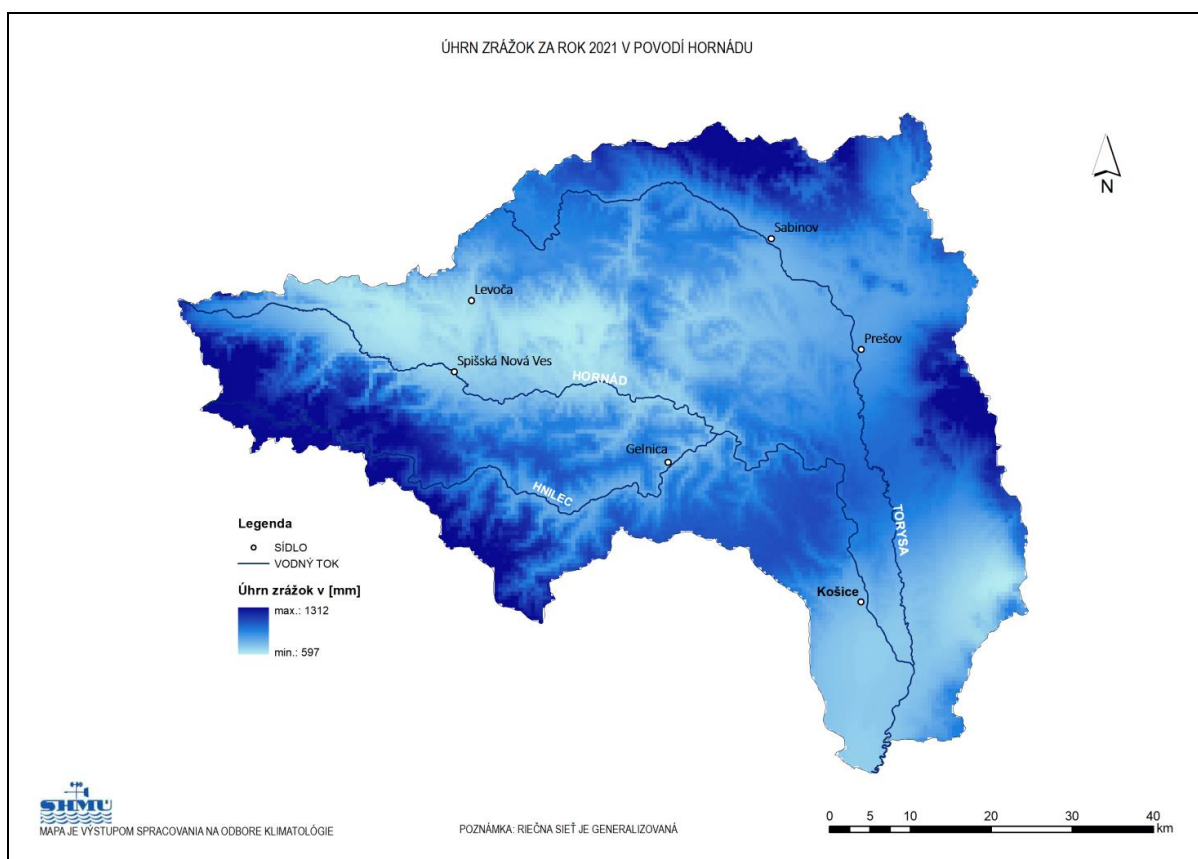 ÚHRN ZRÁŽOK ZA ROK 2021 V POVODÍ HORNÁDU
N
Sabinov
Levoča
Prešov
Spišská Nová Ves
HORNÁD
Gelnica
HNILEC
TORYSA
Legenda
SÍDLO
VODNÝ TOK
Úhrn zrážok v [mm]
max.: 1312
min.: 597
Košice
SHMÚ
MAPA JE VÝSTUPOM SPRACOVANIA NA ODBORE KLIMATOLÓGIE
POZNÁMKA: RIEČNA SIEŤ JE GENERALIZOVANÁ
0 5 10 20 30 40
km